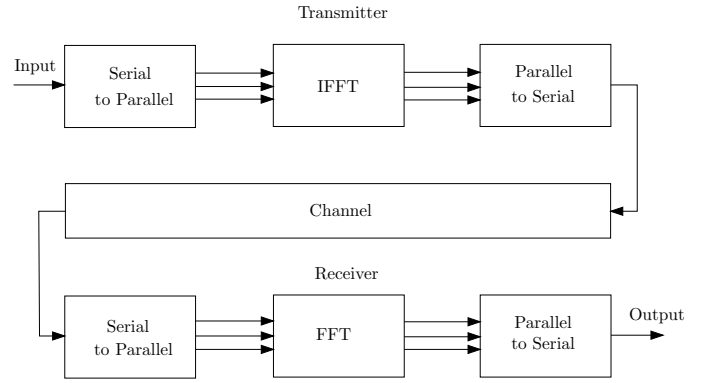 Transmitter
Input
Serial
to Parallel
IFFT
Parallel
to Serial
Channel
Receiver
Serial
to Parallel
FFT
Parallel
to Serial
Output